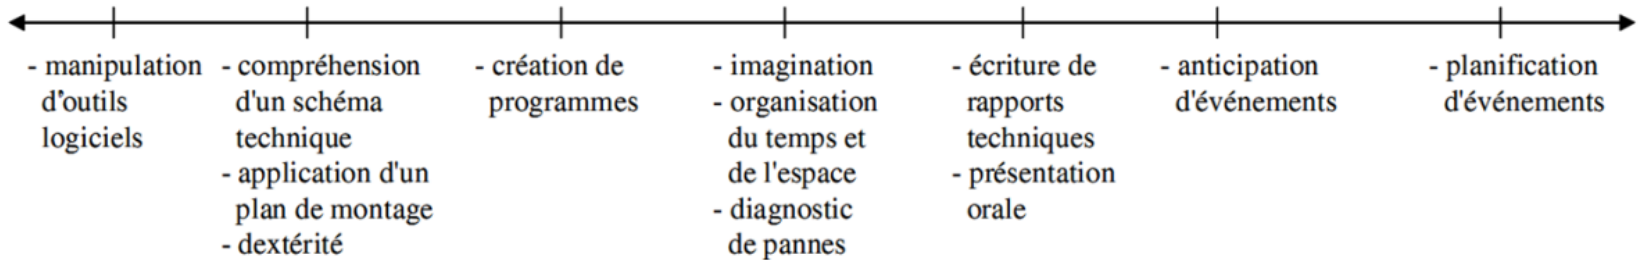 - manipulation
d'outils
logiciels
- compréhension
d'un schéma
technique
- application d'un
plan de montage
- dextérité
- création de
programmes
- imagination
- organisation
du temps et
de l'espace
- diagnostic
de pannes
- écriture de
rapports
techniques
- présentation
orale
- anticipation
d'événements
- planification
d'événements